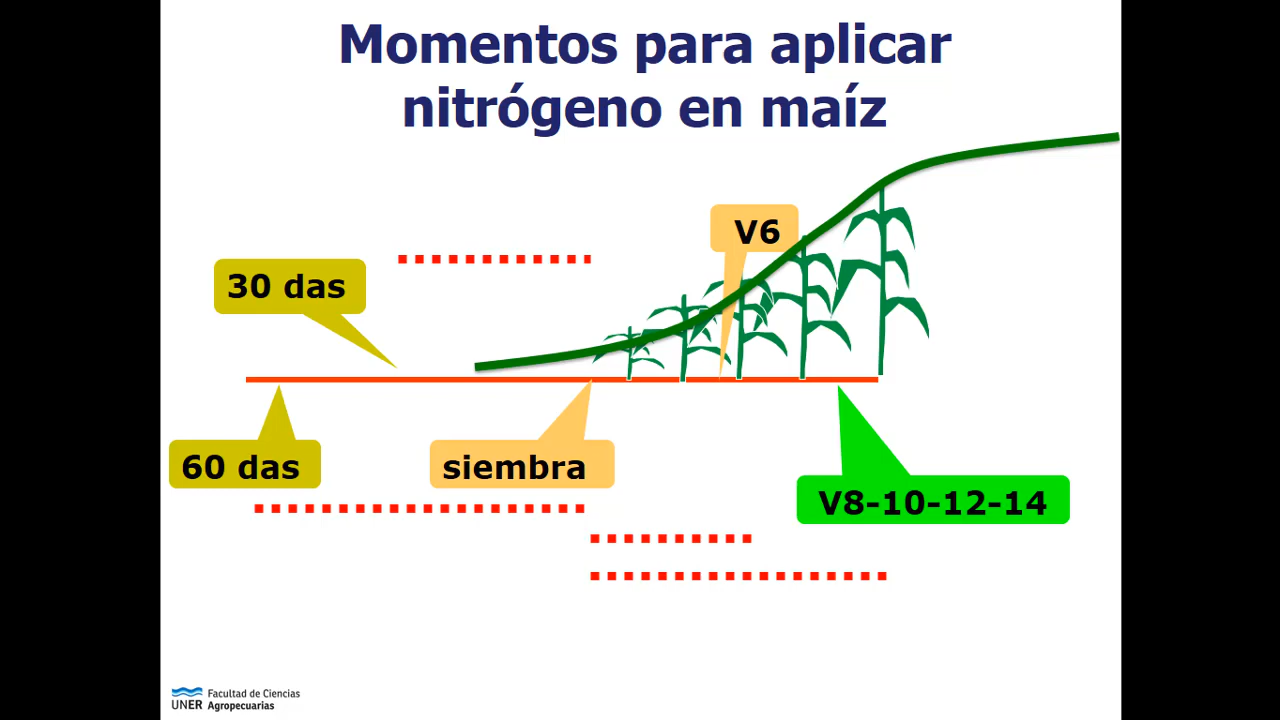 Momentos para aplicar
nitrógeno en maíz
V6
30 das
60 das
siembra
V8-10-12-14
UNER
Facultad de Ciencias
Agropecuarias